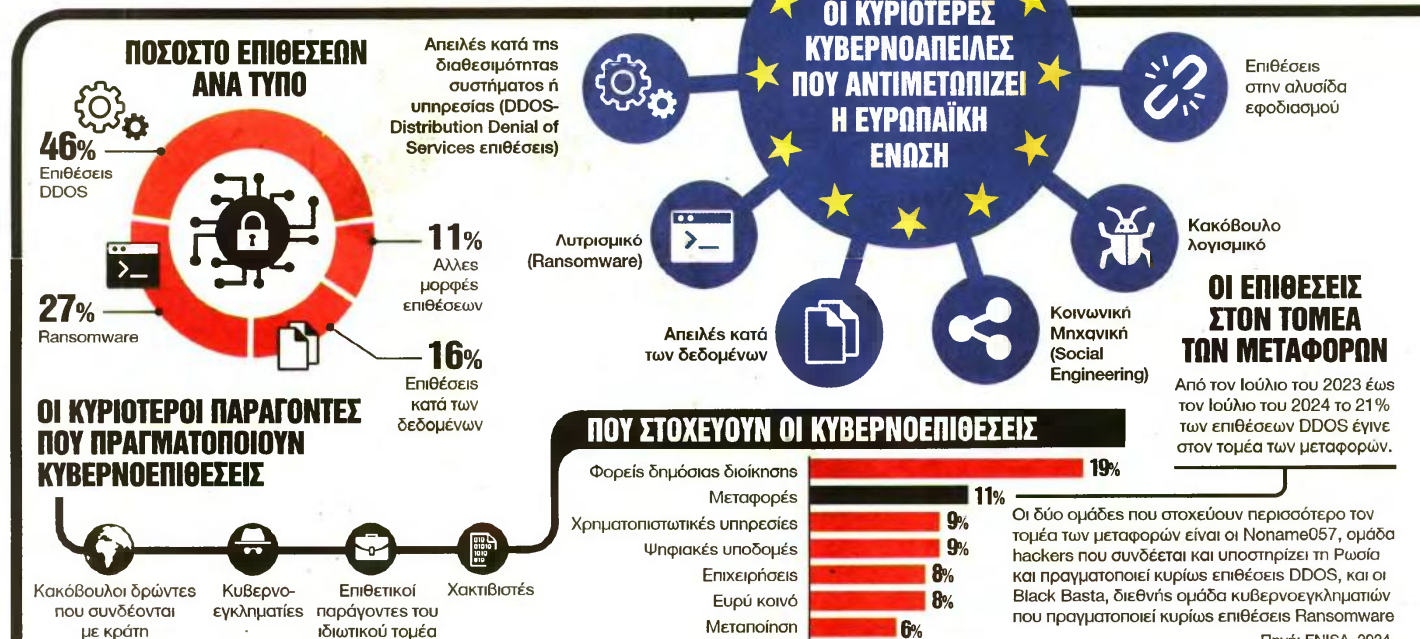 ΠΟΣΟΣΤΟ ΕΠΙΘΕΣΕΩΝ
ΑΝΑ ΤΥΠΟ
46%
Επιθέσεις
DDOS
27%
Ransomware
11%
Αλλες
μορφές
επιθέσεων
16%
Επιθέσεις
κατά των
δεδομένων
ΟΙ ΚΥΡΙΟΤΕΡΕΣ
ΚΥΒΕΡΝΟΑΠΕΙΛΕΣ
ΠΟΥ ΑΝΤΙΜΕΤΩΠΙΖΕΙ
Η ΕΥΡΩΠΑΪΚΗ
ΕΝΩΣΗ
Απειλές κατά της
διαθεσιμότητας
συστήματος ή
υπηρεσίας (DDOS-
Distribution Denial of
Services επιθέσεις)
Λυτρισμικό
(Ransomware)
Απειλές κατά
των δεδομένων
Κοινωνική
Μηχανική
(Social
Engineering)
Κακόβουλο
λογισμικό
Επιθέσεις
στην αλυσίδα
εφοδιασμού
ΟΙ ΕΠΙΘΕΣΕΙΣ
ΣΤΟΝ ΤΟΜΕΑ
ΤΩΝ ΜΕΤΑΦΟΡΩΝ
Από τον Ιούλιο του 2023 έως
τον Ιούλιο του 2024 το 21%
των επιθέσεων DDOS έγινε
στον τομέα των μεταφορών.
ΟΙ ΚΥΡΙΟΤΕΡΟΙ ΠΑΡΑΓΟΝΤΕΣ
ΠΟΥ ΠΡΑΓΜΑΤΟΠΟΙΟΥΝ
ΚΥΒΕΡΝΟΕΠΙΘΕΣΕΙΣ
Κακόβουλοι δρώντες
που συνδέονται
με κράτη
Κυβερνο-
εγκληματίες
Επιθετικοί
παράγοντες του
ιδιωτικού τομέα
010
01010
1010
010
Χακτιβιστές
ΠΟΥ ΣΤΟΧΕΥΟΥΝ ΟΙ ΚΥΒΕΡΝΟΕΠΙΘΕΣΕΙΣ
Φορείς δημόσιας διοίκησης 19%
Μεταφορές 11%
Χρηματοπιστωτικές υπηρεσίες 9%
Ψηφιακές υποδομές 9%
Επιχειρήσεις 8%
Ευρύ κοινό 8%
Μεταποίηση 6%
Οι δύο ομάδες που στοχεύουν περισσότερο τον
τομέα των μεταφορών είναι οι Noname057, ομάδα
hackers που συνδέεται και υποστηρίζει τη Ρωσία
και πραγματοποιεί κυρίως επιθέσεις DDOS, και οι
Black Basta, διεθνής ομάδα κυβερνοεγκληματιών
που πραγματοποιεί κυρίως επιθέσεις Ransomware
Πηγή: ENISA, 2024